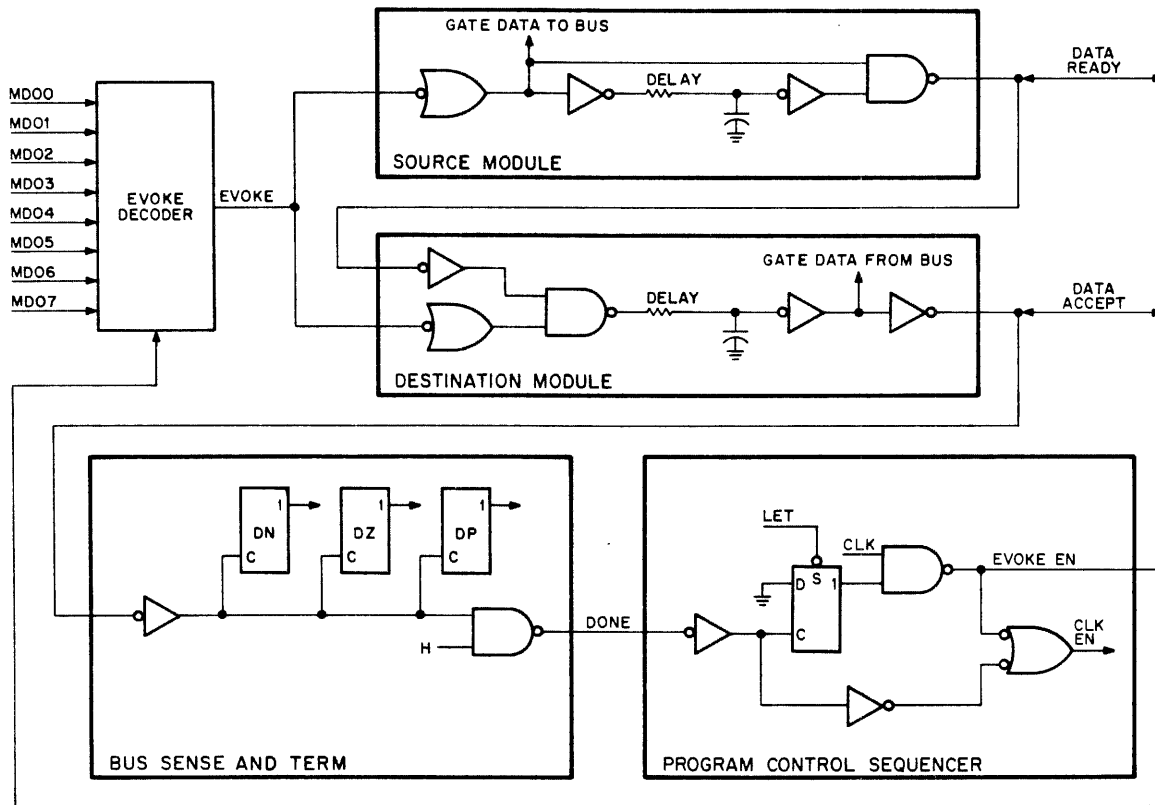 GATE DATA TO BUS
DELAY
DATA
READY
SOURCE MODULE
MD00
MD01
MD02
MD03
MD04
MD05
MD06
MD07
EVOKE
DECODER
EVOKE
GATE DATA FROM BUS
DELAY
DATA
ACCEPT
DESTINATION MODULE
1
DN
C
1
DZ
C
1
DP
C
H
DONE
BUS SENSE AND TERM
LET
CLK
D
S
1
C
EVOKE EN
CLK
EN
PROGRAM CONTROL SEQUENCER